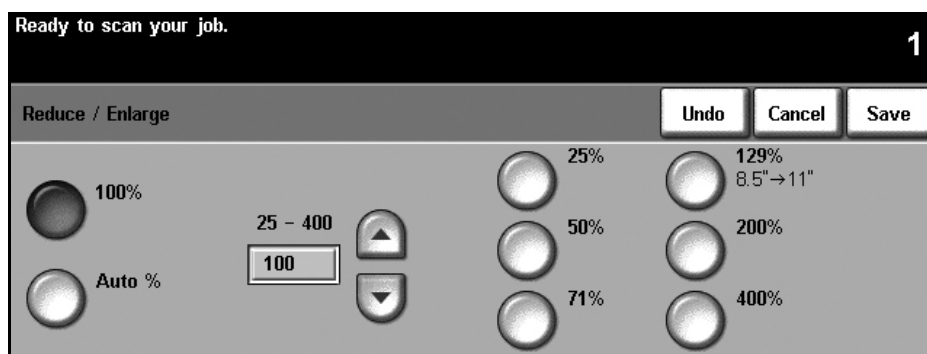 Ready to scan your job.
1
Reduce / Enlarge
Undo
Cancel
Save
100%
Auto %
25 – 400
100
25%
50%
71%
129%
8.5"→11"
200%
400%